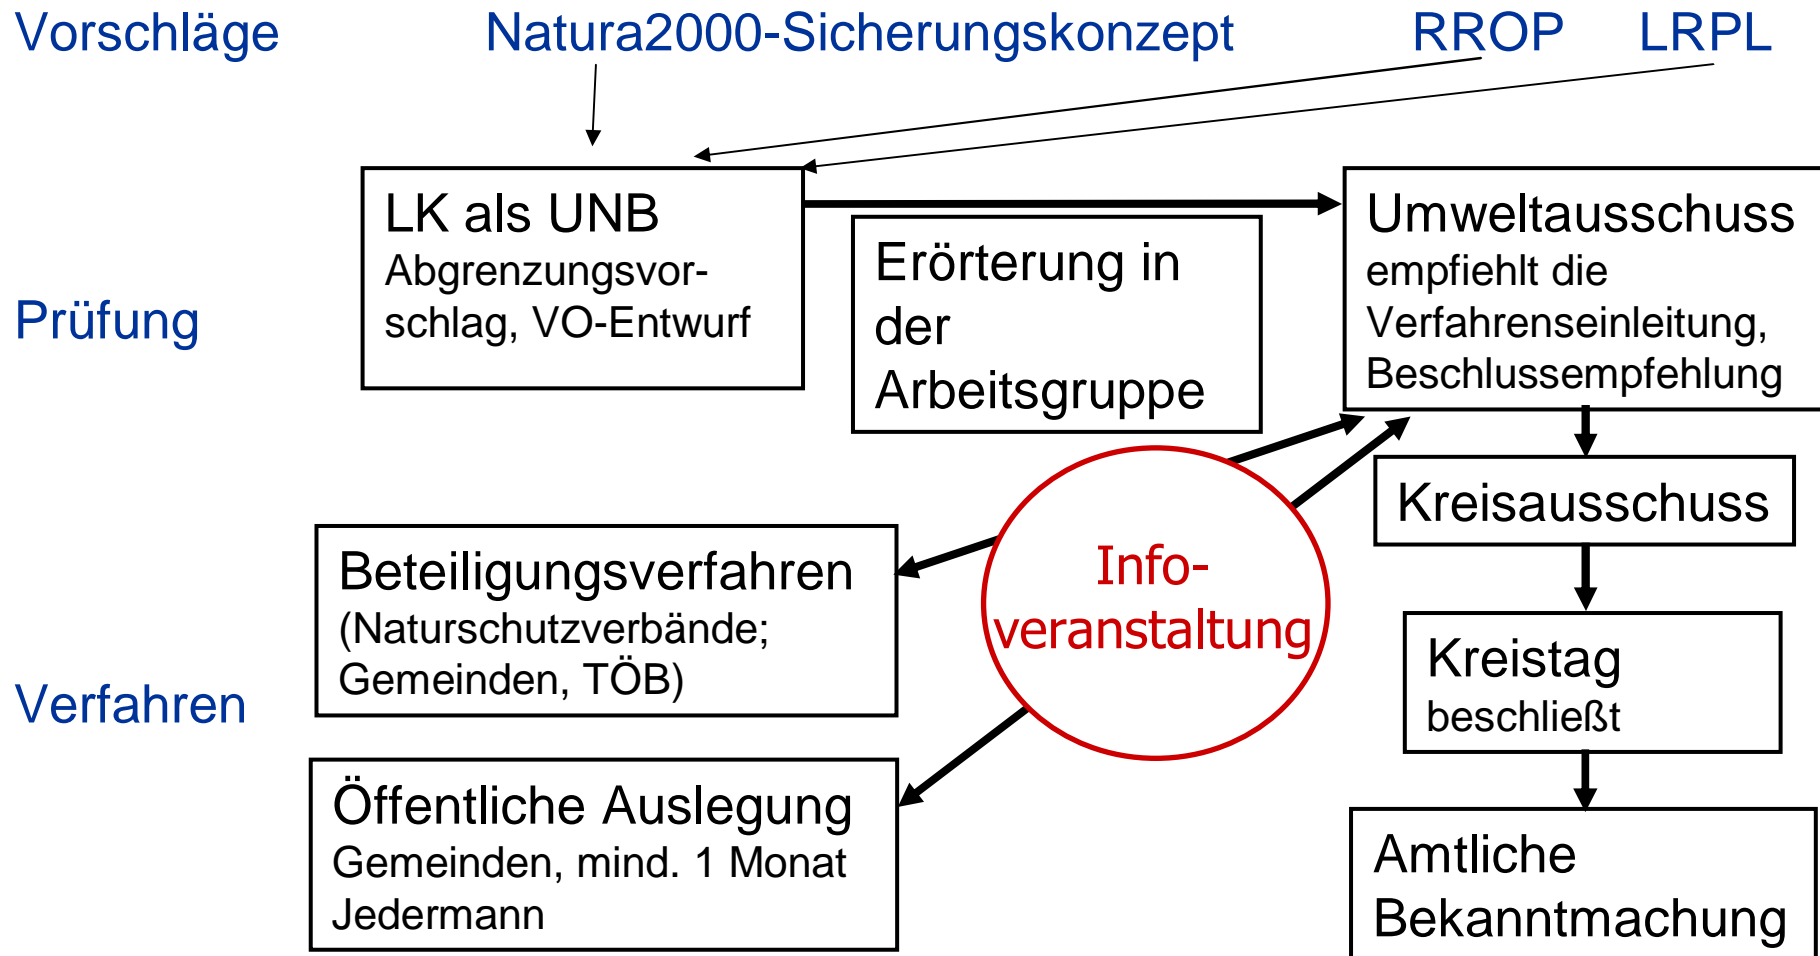 Vorschläge
Natura2000-Sicherungskonzept
RROP
LRPL
Prüfung
LK als UNB
Abgrenzungsvor-
schlag, VO-Entwurf
Erörterung in
der
Arbeitsgruppe
Umweltausschuss
empfiehlt die
Verfahrenseinleitung,
Beschlussempfehlung
Kreisausschuss
Info-
veranstaltung
Verfahren
Beteiligungsverfahren
(Naturschutzverbände;
Gemeinden, TÖB)
Kreistag
beschließt
Öffentliche Auslegung
Gemeinden, mind. 1 Monat
Jedermann
Amtliche
Bekanntmachung